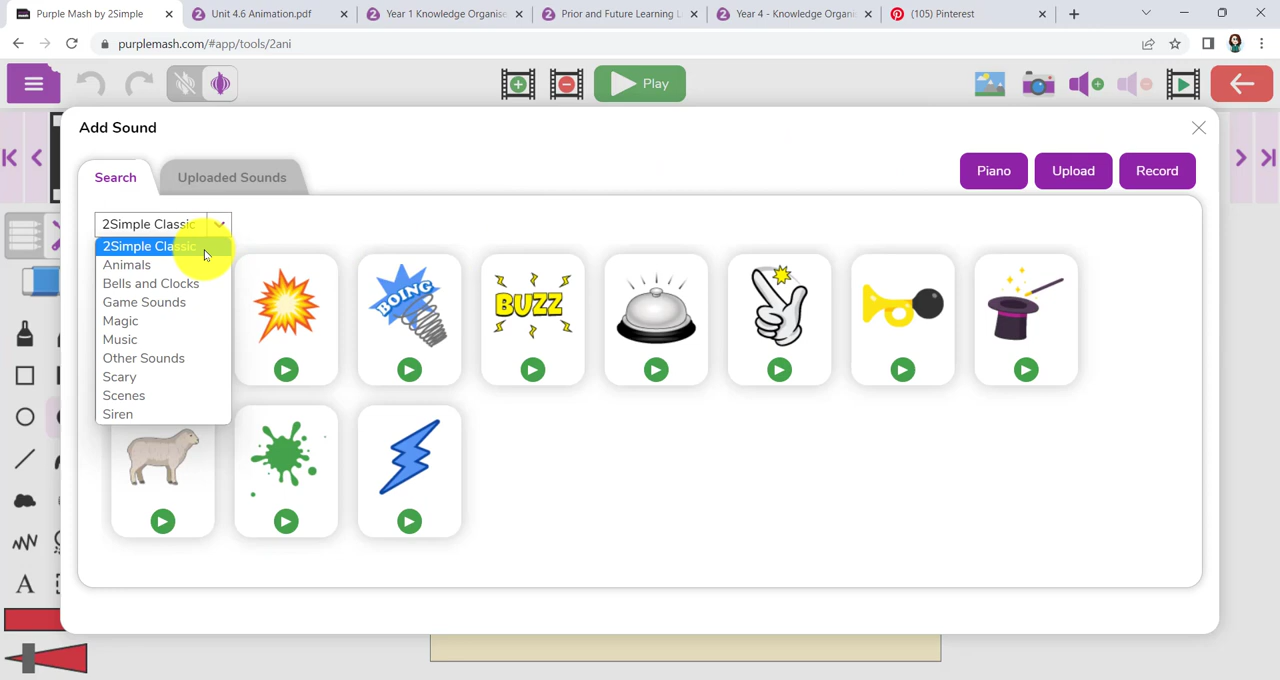 Purple Mash by 2Simple
Unit 4.6 Animation.pdf
Year 1 Knowledge Organise
Prior and Future Learning L
Year 4 - Knowledge Organi
(105) Pinterest
purplemash.com/#app/tools/2ani
Play
Add Sound
Search
Uploaded Sounds
Piano
Upload
Record
2Simple Classic
2Simple Classic
Animals
Bells and Clocks
Game Sounds
Magic
Music
Other Sounds
Scary
Scenes
Siren
BOING
BUZZ
A